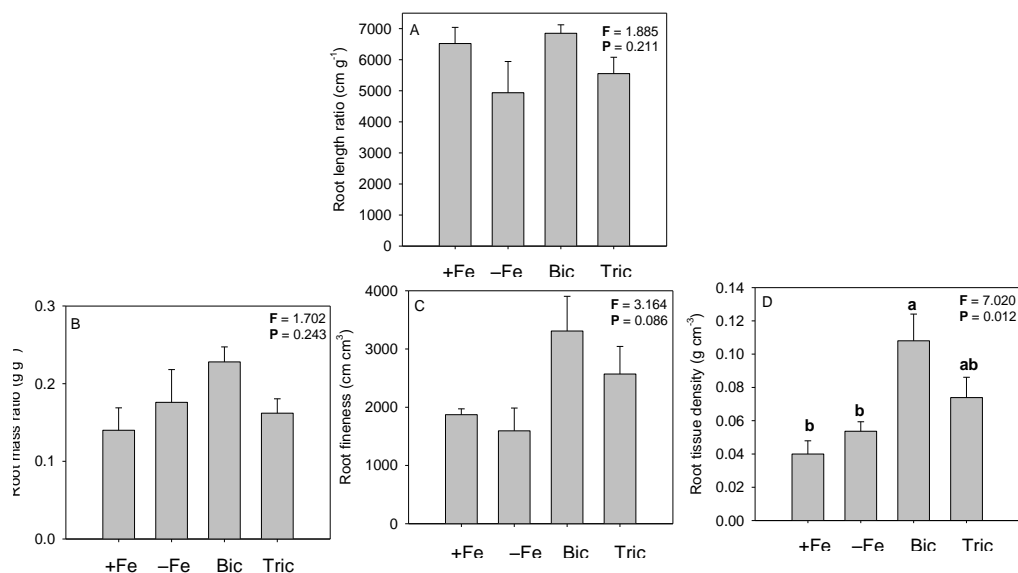 A
F = 1.885
P = 0.211
Root length ratio (cm g⁻¹)
7000
6000
5000
4000
3000
2000
1000
0
+Fe –Fe Bic Tric
B
F = 1.702
P = 0.243
Root mass ratio (g g
0.3
0.2
0.1
0.0
+Fe –Fe Bic Tric
C
F = 3.164
P = 0.086
Root fineness (cm cm³)
4000
3000
2000
1000
0
+Fe –Fe Bic Tric
D
F = 7.020
P = 0.012
Root tissue density (g cm⁻³)
0.14
0.12
0.10
0.08
0.06
0.04
0.02
0.00
b b a ab
+Fe –Fe Bic Tric